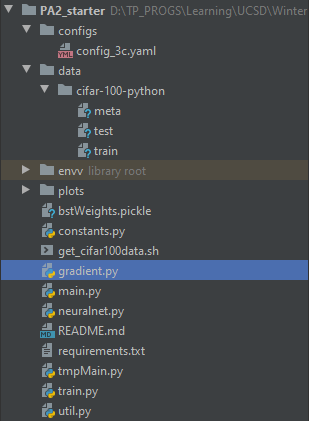 PA2_starter D:\TP_PROGS\Learning\UCSD\Winter
configs
YML config_3c.yaml
data
cifar-100-python
meta
test
train
envv library root
plots
bstWeights.pickle
constants.py
get_cifar100data.sh
gradient.py
main.py
neuralnet.py
MD README.md
requirements.txt
tmpMain.py
train.py
util.py